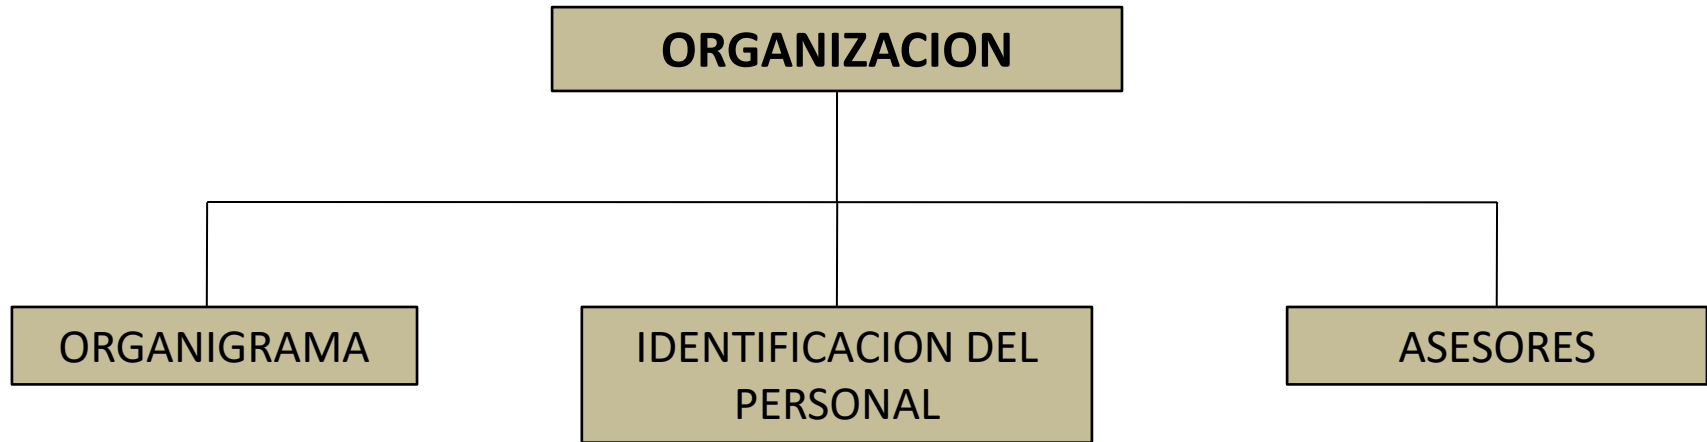 ORGANIZACION
ORGANIGRAMA
IDENTIFICACION DEL
PERSONAL
ASESORES